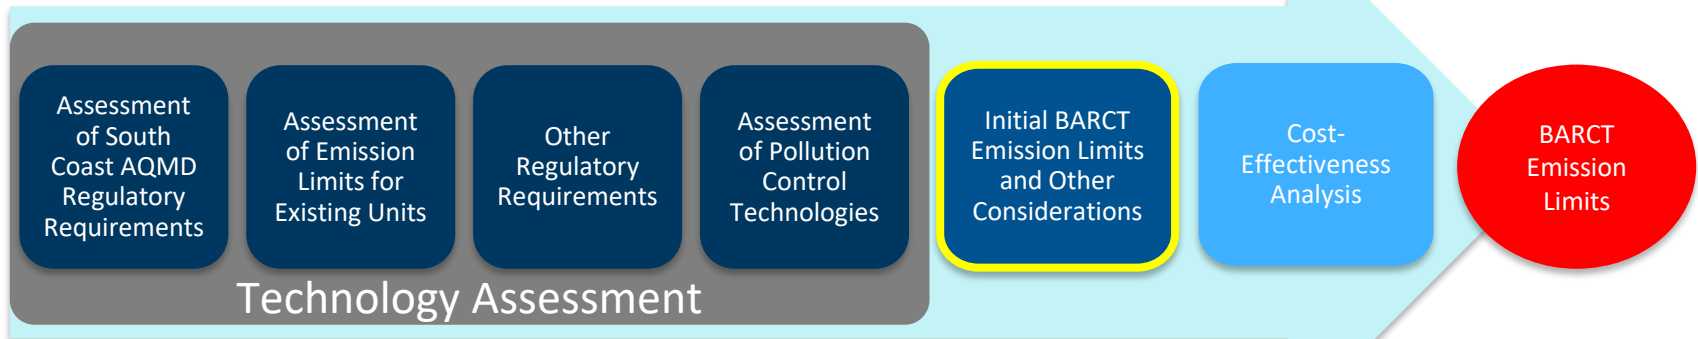 Assessment
of South
Coast AQMD
Regulatory
Requirements
Assessment
of Emission
Limits for
Existing Units
Other
Regulatory
Requirements
Assessment
of Pollution
Control
Technologies
Technology Assessment
Initial BARCT
Emission Limits
and Other
Considerations
Cost-
Effectiveness
Analysis
BARCT
Emission
Limits